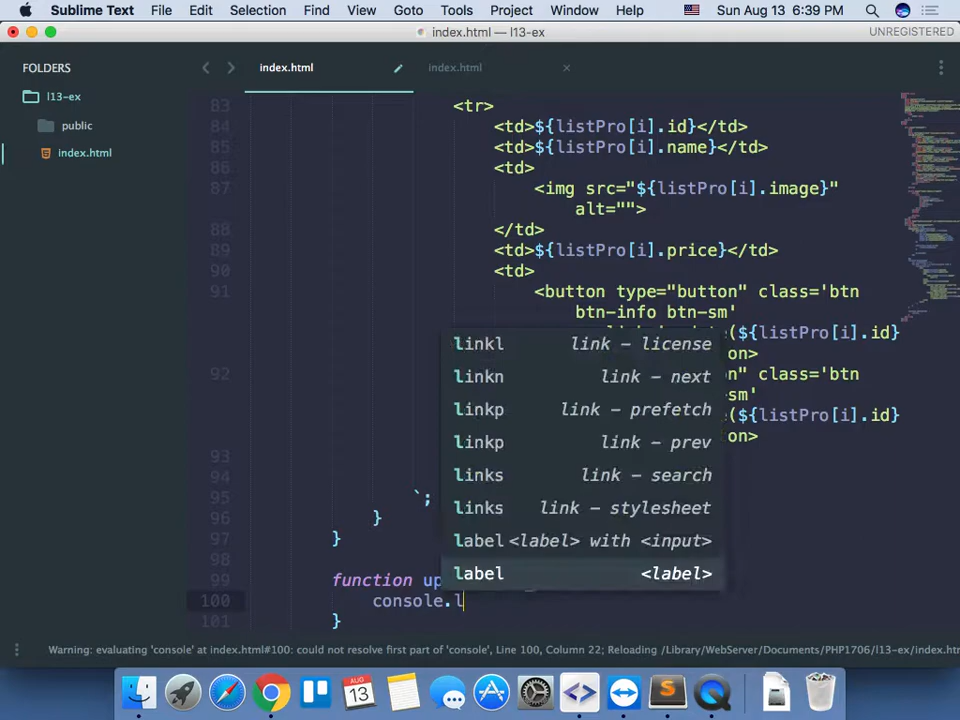 Sublime Text File Edit Selection Find View Goto Tools Project Window Help Sun Aug 13 6:39 PM
index.html — l13-ex UNREGISTERED
FOLDERS
l13-ex
public
index.html
index.html index.html
83 <tr>
84 <td>${listPro[i].id}</td>
85 <td>${listPro[i].name}</td>
86 <td>
87 <img src="${listPro[i].image}"
alt="">
88 </td>
89 <td>${listPro[i].price}</td>
90 <td>
91 <button type="button" class='btn
btn-info btn-sm'
(${listPro[i].id}
on>
92 on" class='btn
sm'
(${listPro[i].id}
on>
93
94
95 `;
96 }
97 }
98
99 function up
100 console.l
101 }
linkl link – license
linkn link – next
linkp link – prefetch
linkp link – prev
links link – search
links link – stylesheet
label <label> with <input>
label <label>
Warning: evaluating 'console' at index.html#100: could not resolve first part of 'console', Line 100, Column 22; Reloading /Library/WebServer/Documents/PHP1706/l13-ex/index.htm
AUG
13